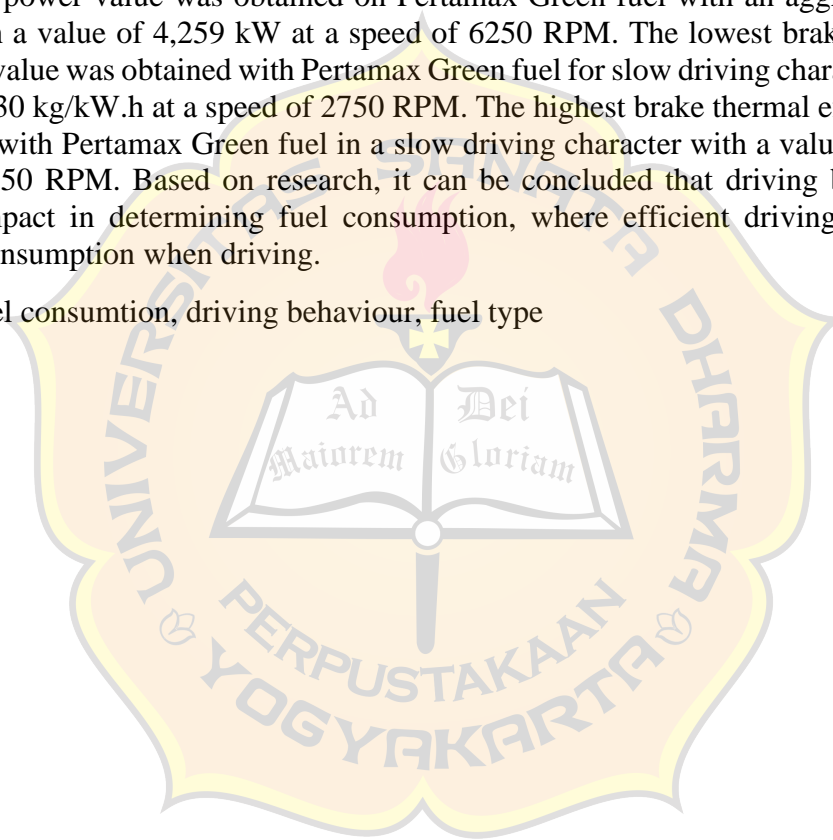 power value was obtained on Pertamax Green fuel with an aggr
h a value of 4,259 kW at a speed of 6250 RPM. The lowest brak
value was obtained with Pertamax Green fuel for slow driving chara
30 kg/kW.h at a speed of 2750 RPM. The highest brake thermal e
with Pertamax Green fuel in a slow driving character with a valu
50 RPM. Based on research, it can be concluded that driving b
pact in determining fuel consumption, where efficient driving
nsumption when driving.
el consumtion, driving behaviour, fuel type
UNIVERSITAS SANATA DHARMA
Ad Dei
Maiorem Gloriam
PERPUSTAKAAN
YOGYAKARTA